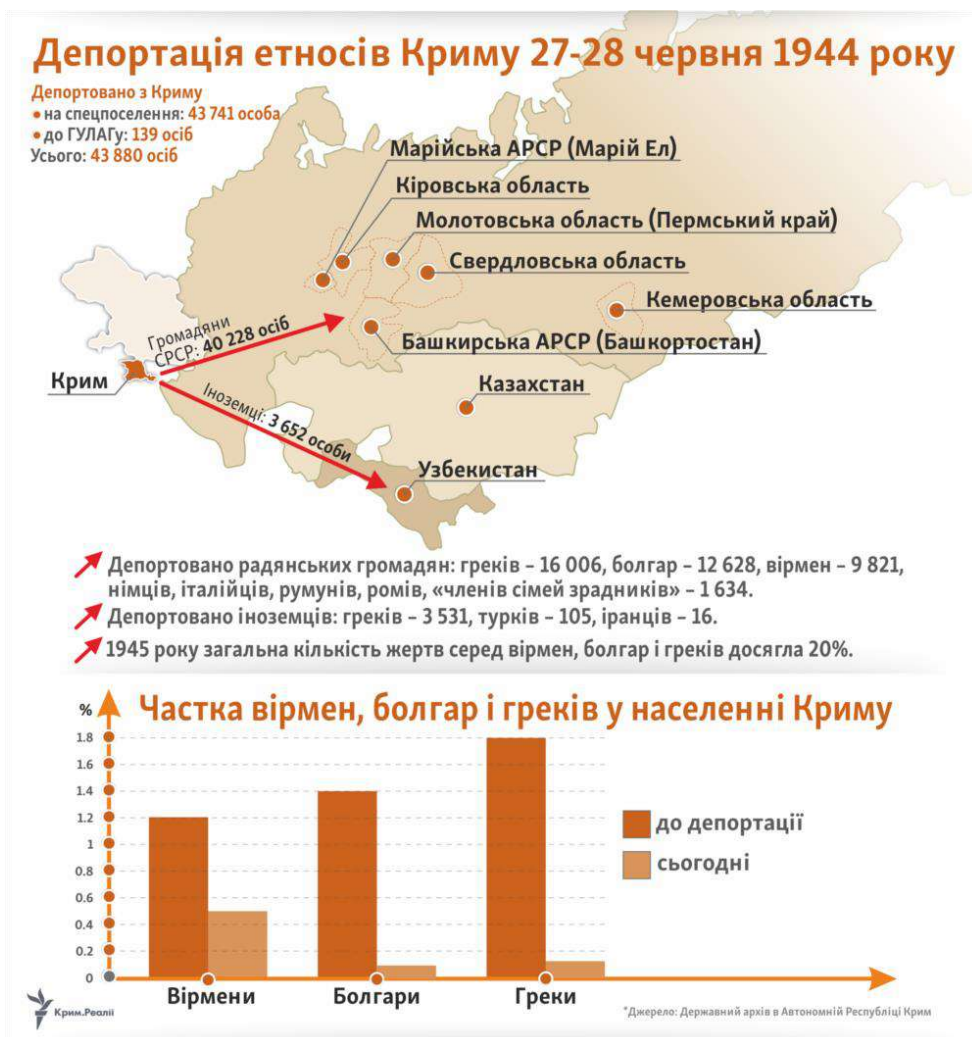 Депортація етносів Криму 27-28 червня 1944 року
Депортовано з Криму
• на спецпоселення: 43 741 особа
• до ГУЛАГу: 139 осіб
Усього: 43 880 осіб
Марійська АРСР (Марій Ел)
Кіровська область
Молотовська область (Пермський край)
Свердловська область
Кемеровська область
Башкирська АРСР (Башкортостан)
Громадяни
СРСР: 40 228 осіб
Крим
Казахстан
Іноземці: 3 652 особи
Узбекистан
Депортовано радянських громадян: греків – 16 006, болгар – 12 628, вірмен – 9 821,
німців, італійців, румунів, ромів, «членів сімей зрадників» – 1 634.
Депортовано іноземців: греків – 3 531, турків – 105, іранців – 16.
1945 року загальна кількість жертв серед вірмен, болгар і греків досягла 20%.
Частка вірмен, болгар і греків у населенні Криму
%
1.8
1.6
1.4
1.2
1
0.8
0.6
0.4
0.2
0
до депортації
сьогодні
Вірмени
Болгари
Греки
Крим.Реалії
*Джерело: Державний архів в Автономній Республіці Крим